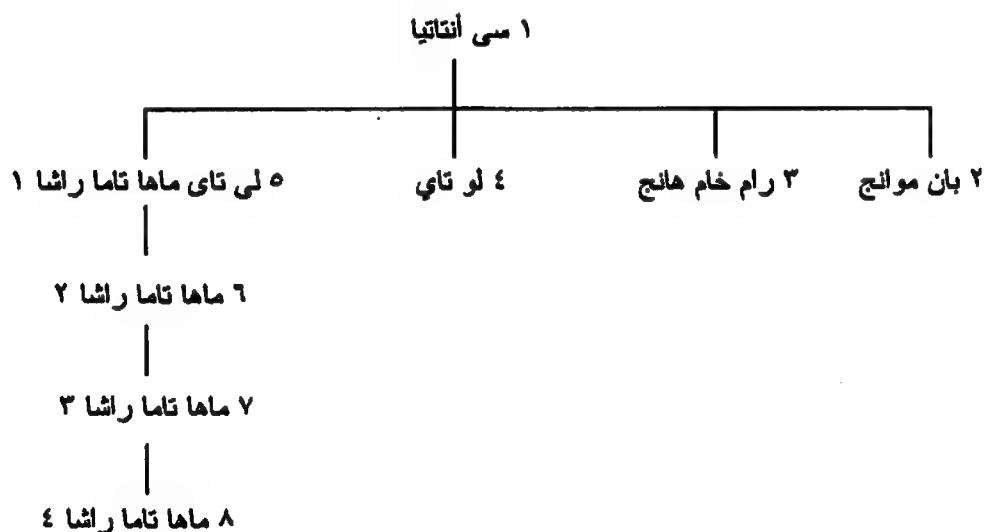 ١ سى أنتاتيا
٢ بان موانج
٣ رام خام هانج
٤ لو تاي
٥ لى تاى ماها تاما راشا ١
٦ ماها تاما راشا ٢
٧ ماها تاما راشا ٣
٨ ماها تاما راشا ٤